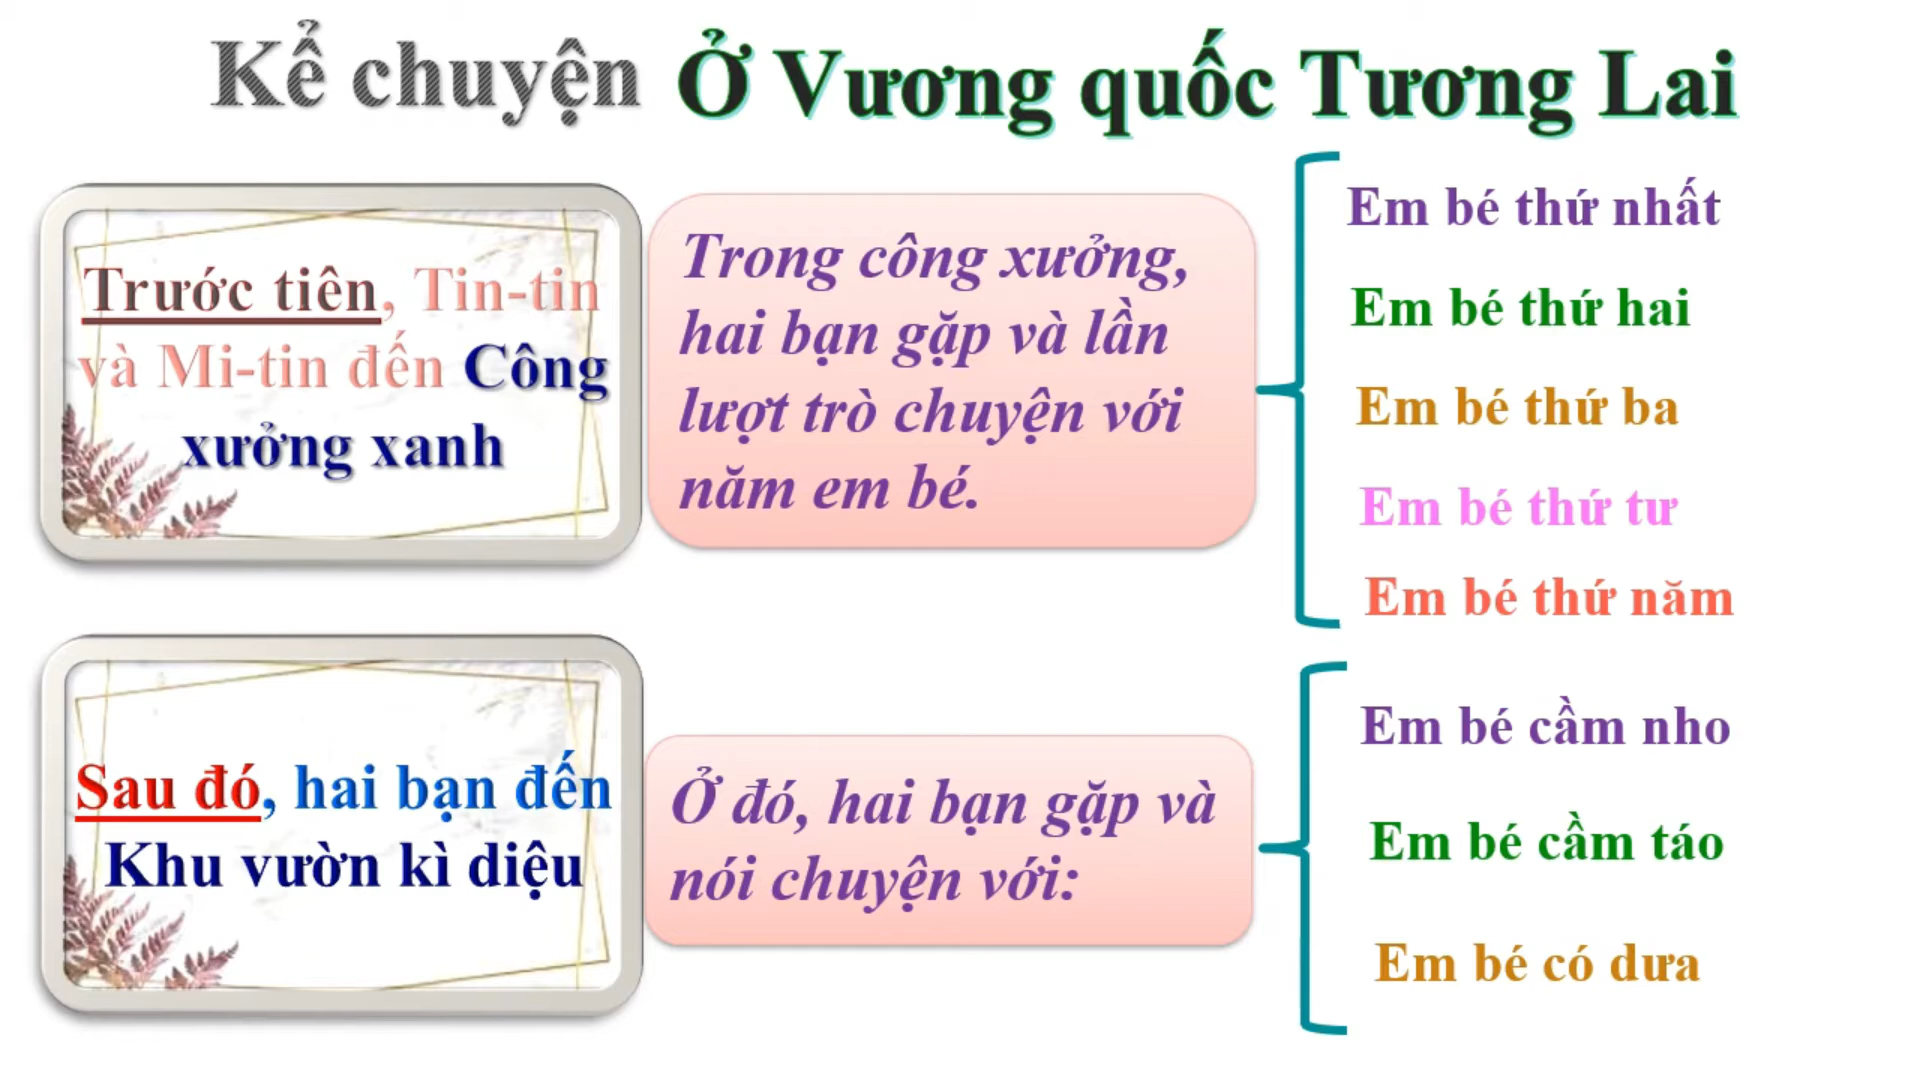 Kể chuyện Ở Vương quốc Tương Lai
Trước tiên, Tin-tin
và Mi-tin đến Công
xưởng xanh
Trong công xưởng,
hai bạn gặp và lần
lượt trò chuyện với
năm em bé.
Em bé thứ nhất
Em bé thứ hai
Em bé thứ ba
Em bé thứ tư
Em bé thứ năm
Sau đó, hai bạn đến
Khu vườn kì diệu
Ở đó, hai bạn gặp và
nói chuyện với:
Em bé cầm nho
Em bé cầm táo
Em bé có dưa